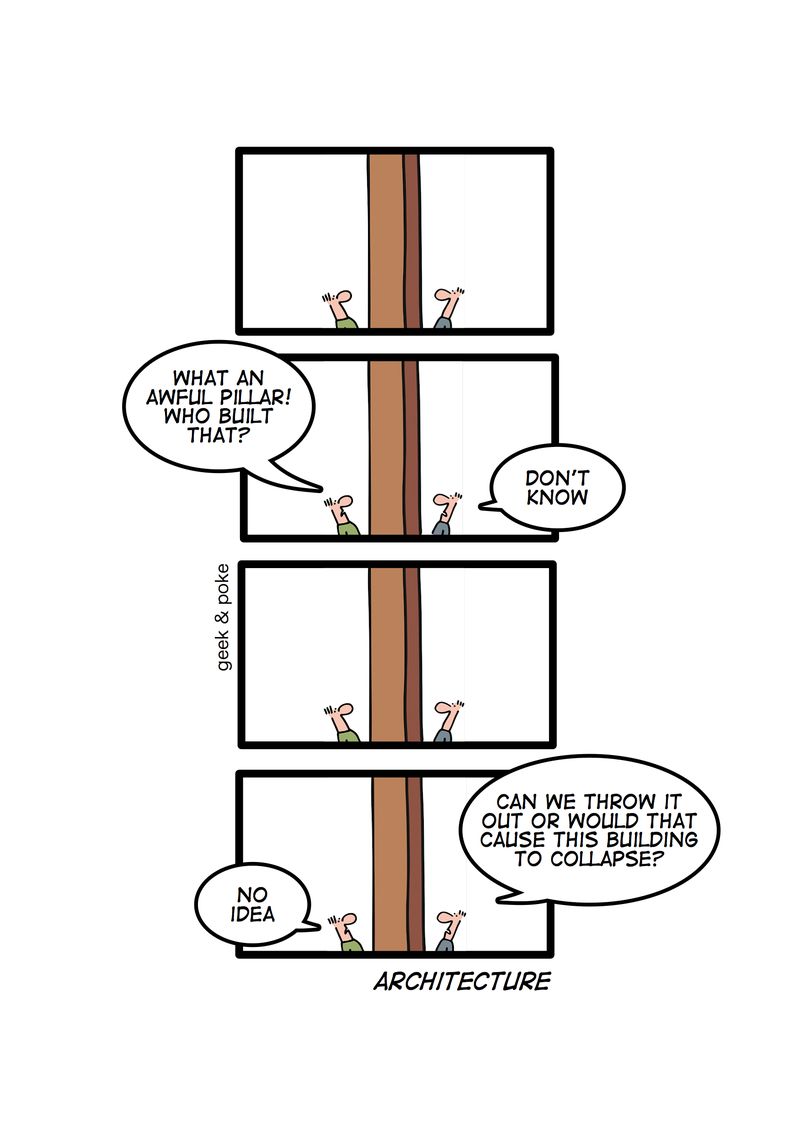 WHAT AN
AWFUL PILLAR!
WHO BUILT
THAT?
DON'T
KNOW
geek & poke
CAN WE THROW IT
OUT OR WOULD THAT
CAUSE THIS BUILDING
TO COLLAPSE?
NO
IDEA
ARCHITECTURE